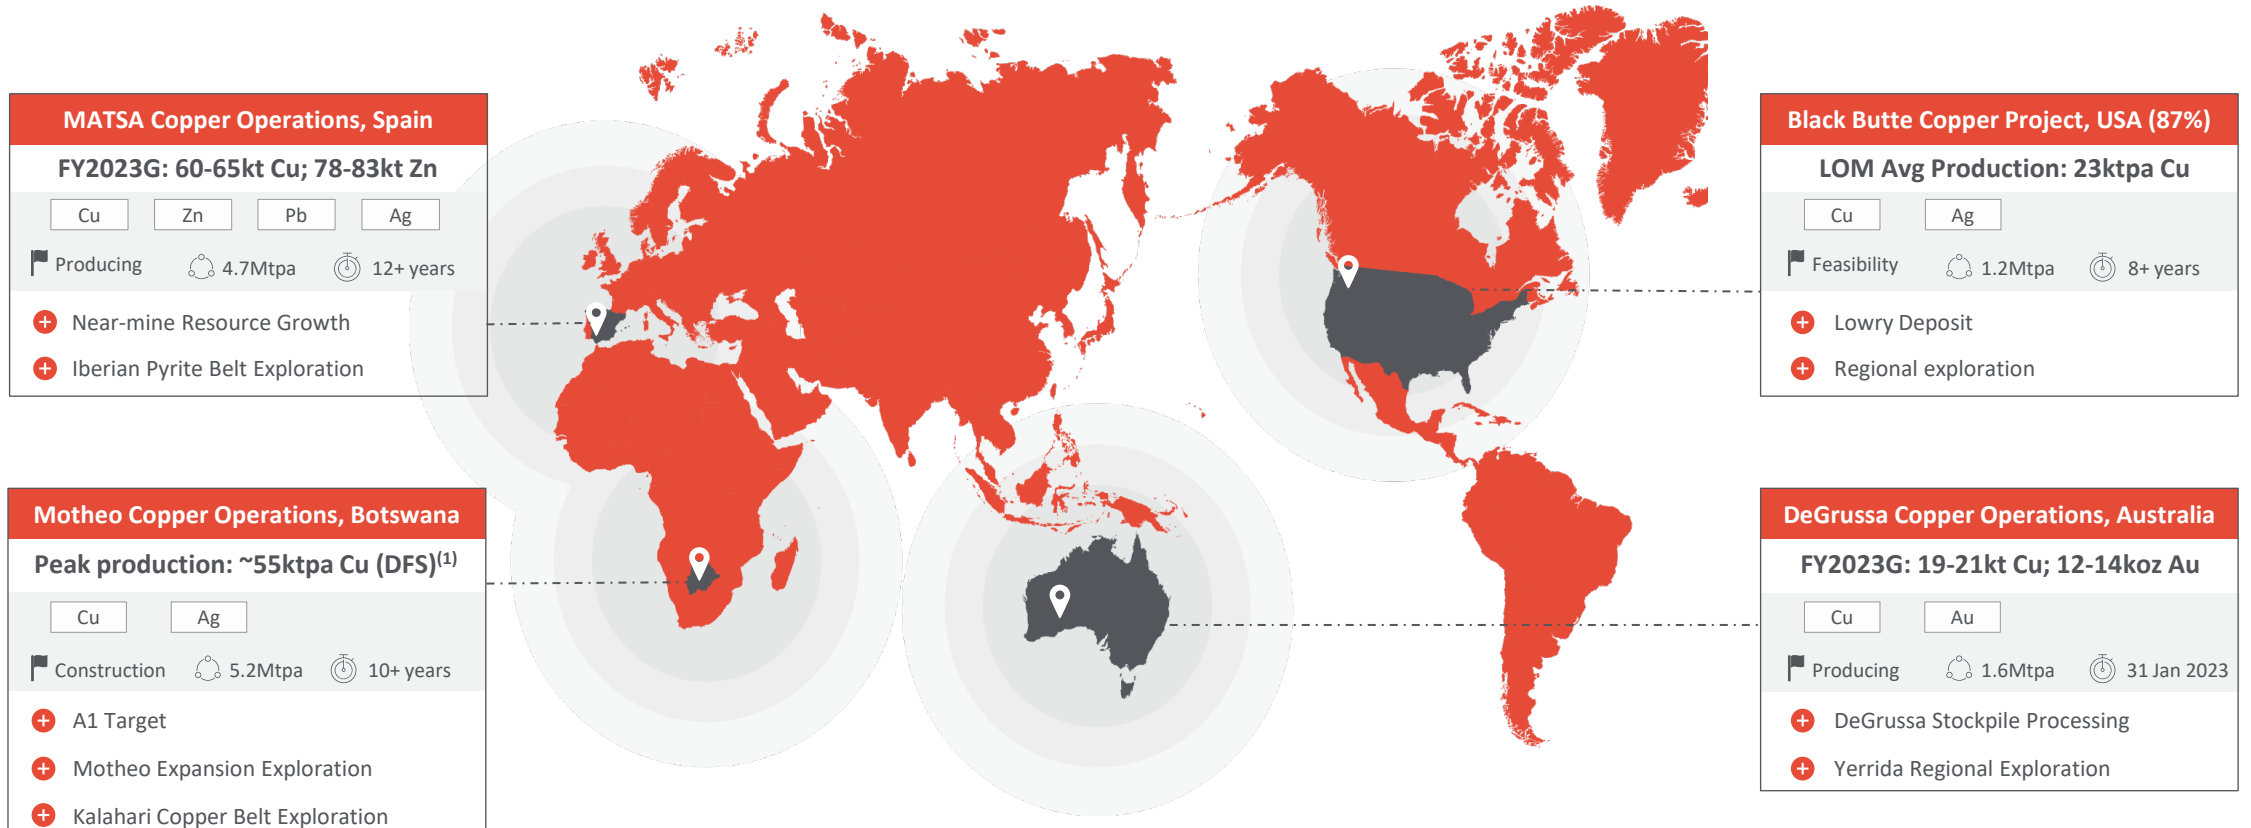 MATSA Copper Operations, Spain
FY2023G: 60-65kt Cu; 78-83kt Zn
Cu Zn Pb Ag
Producing 4.7Mtpa 12+ years
Near-mine Resource Growth
Iberian Pyrite Belt Exploration
Motheo Copper Operations, Botswana
Peak production: ~55ktpa Cu (DFS)(1)
Cu Ag
Construction 5.2Mtpa 10+ years
A1 Target
Motheo Expansion Exploration
Kalahari Copper Belt Exploration
Black Butte Copper Project, USA (87%)
LOM Avg Production: 23ktpa Cu
Cu Ag
Feasibility 1.2Mtpa 8+ years
Lowry Deposit
Regional exploration
DeGrussa Copper Operations, Australia
FY2023G: 19-21kt Cu; 12-14koz Au
Cu Au
Producing 1.6Mtpa 31 Jan 2023
DeGrussa Stockpile Processing
Yerrida Regional Exploration